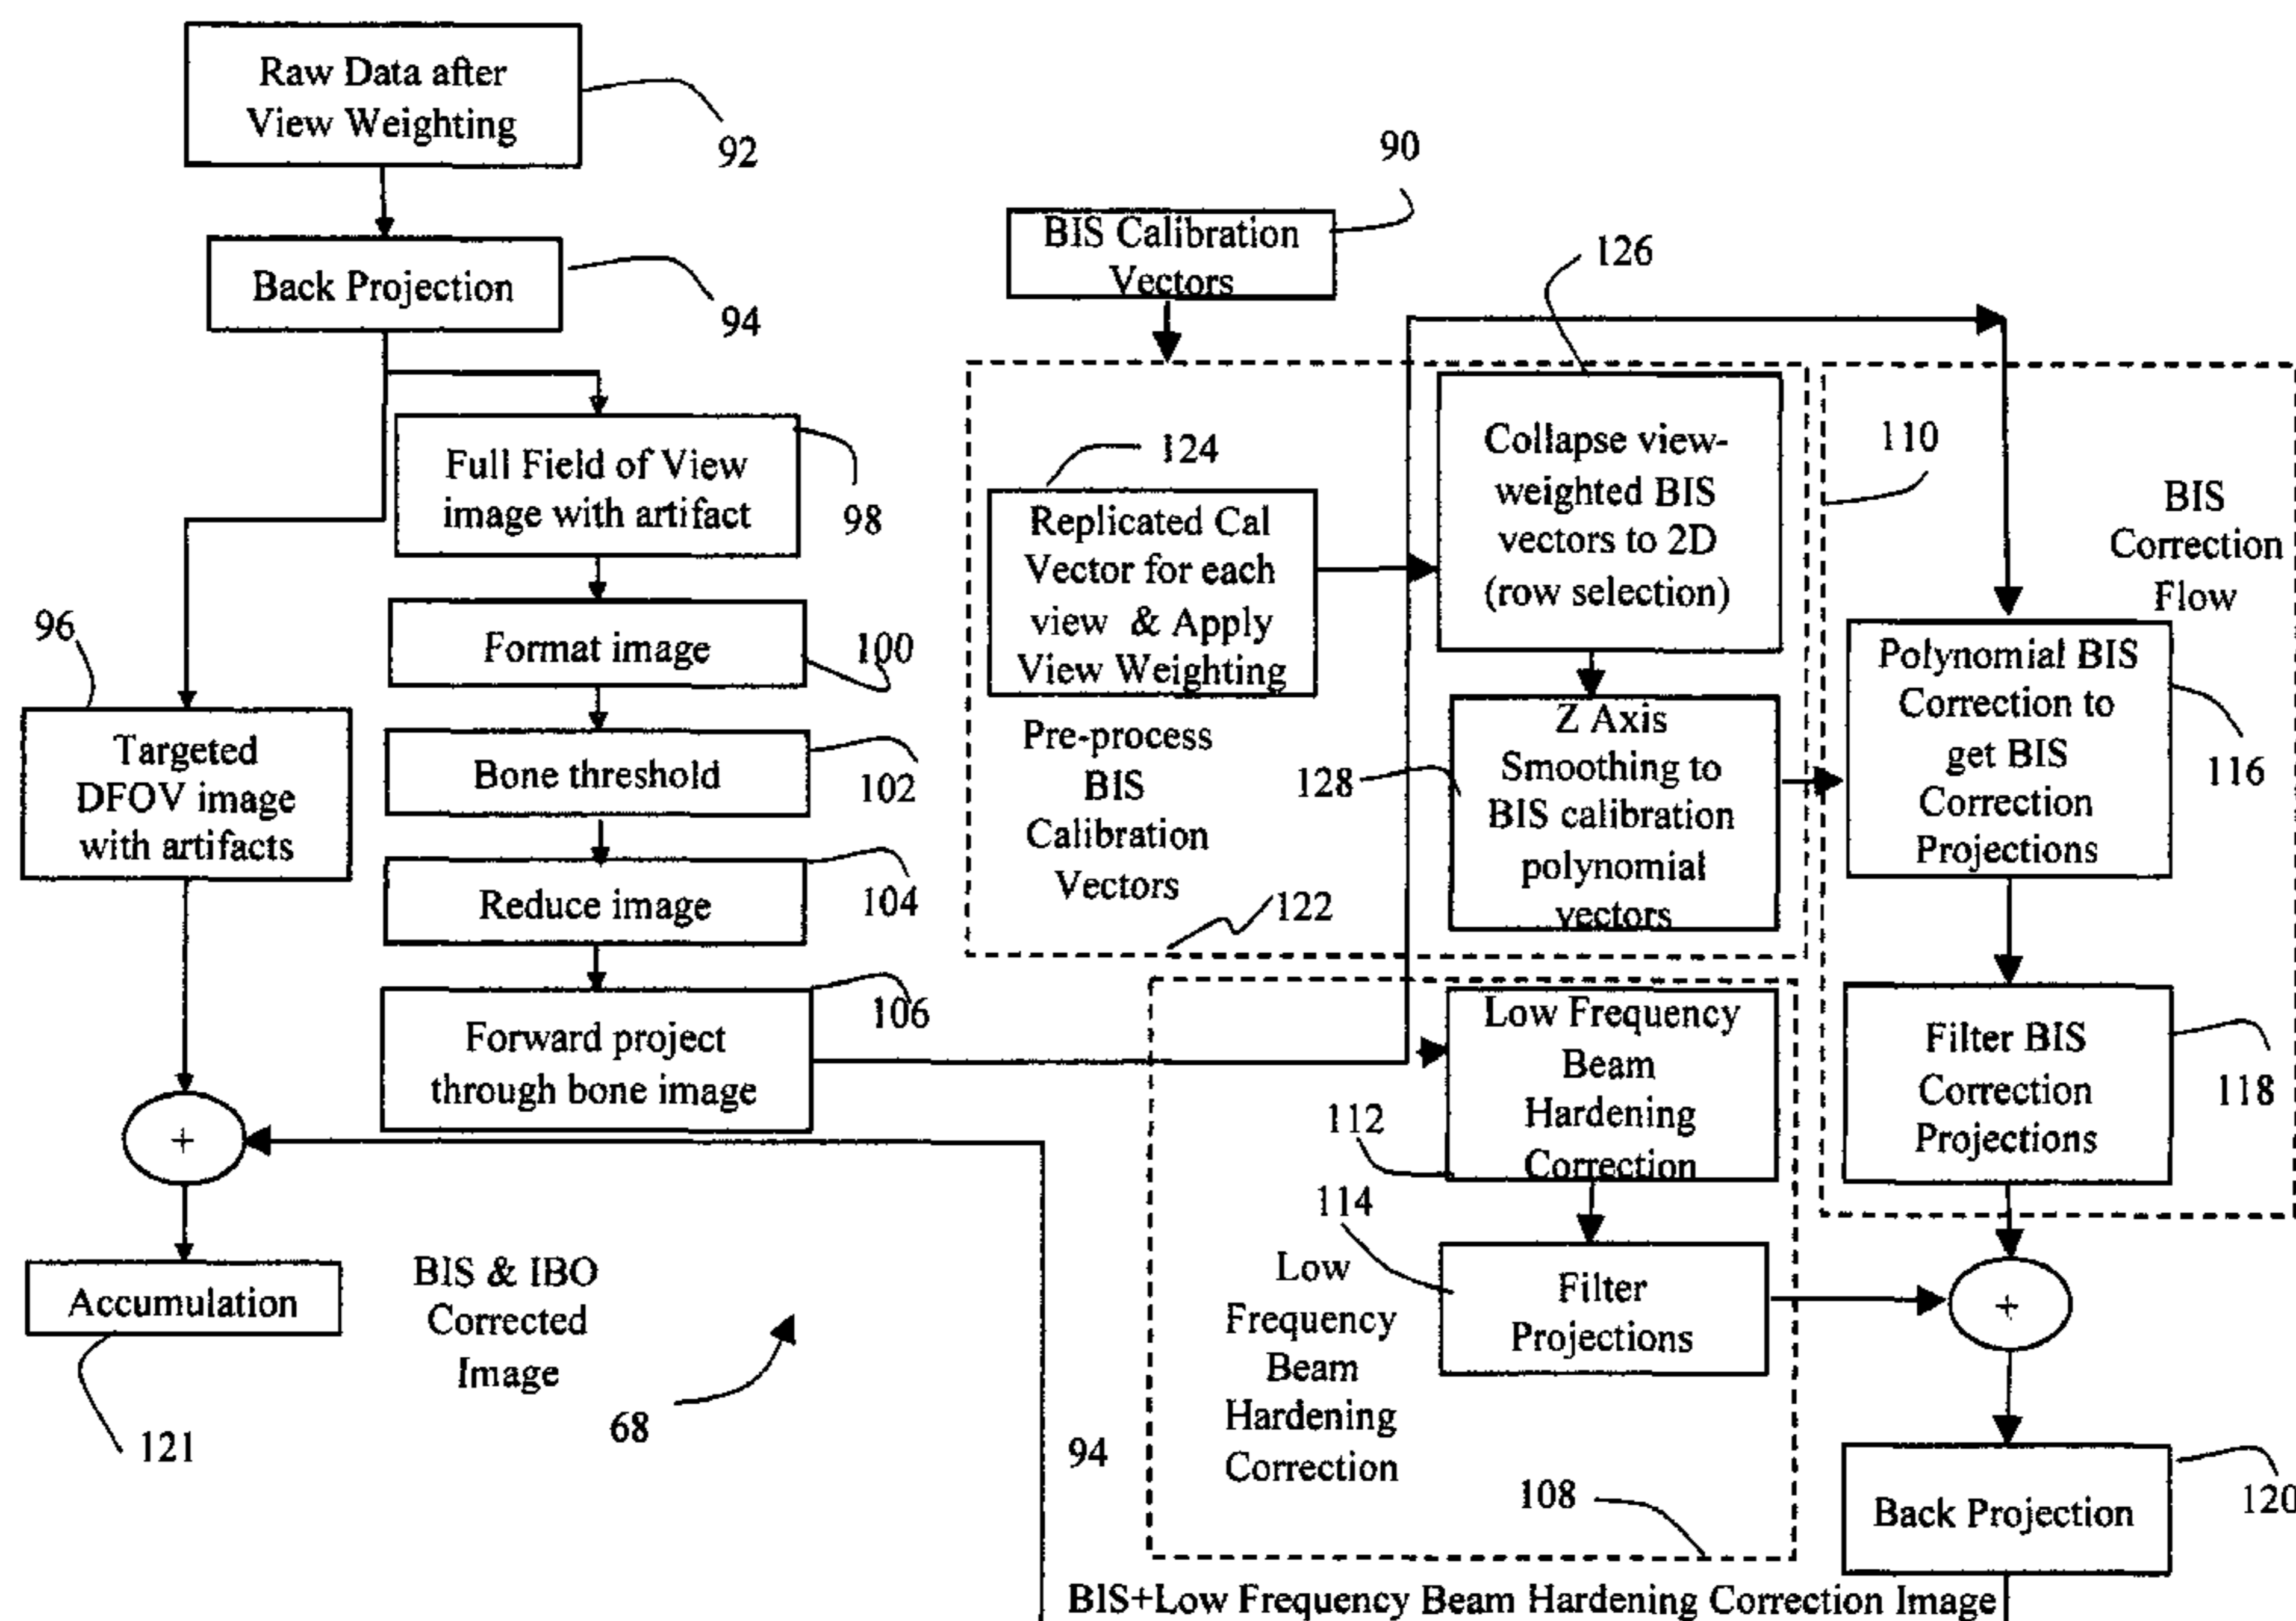 Raw Data after
View Weighting
92
Back Projection
94
Full Field of View
image with artifact
98
Format image
100
96
Targeted
DFOV image
with artifacts
Bone threshold
102
Reduce image
104
Forward project
through bone image
106
+
Accumulation
121
BIS & IBO
Corrected
Image
68
94
90
BIS Calibration
Vectors
126
124
Replicated Cal
Vector for each
view & Apply
View Weighting
Collapse view-
weighted BIS
vectors to 2D
(row selection)
Pre-process
BIS
Calibration
Vectors
122
128
Z Axis
Smoothing to
BIS calibration
polynomial
vectors
110
BIS
Correction
Flow
Polynomial BIS
Correction to
get BIS
Correction
Projections
116
Filter BIS
Correction
Projections
118
Low Frequency
Beam
Hardening
Correction
112
114
Filter
Projections
Low
Frequency
Beam
Hardening
Correction
108
+
Back Projection
120
BIS+Low Frequency Beam Hardening Correction Image